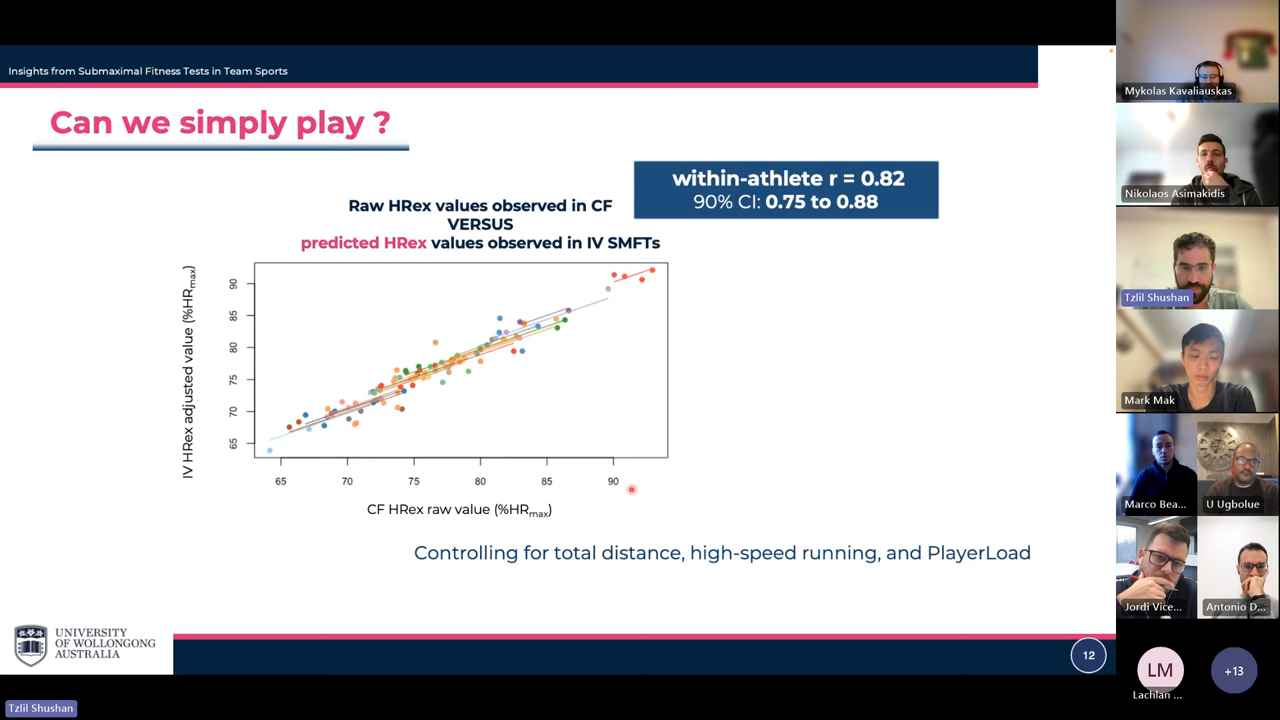 Insights from Submaximal Fitness Tests in Team Sports
Can we simply play ?
within-athlete r = 0.82
90% CI: 0.75 to 0.88
Raw HRex values observed in CF
VERSUS
predicted HRex values observed in IV SMFTs
IV HRex adjusted value (%HRmax)
90
85
80
75
70
65
65
70
75
80
85
90
CF HRex raw value (%HRmax)
Controlling for total distance, high-speed running, and PlayerLoad
UNIVERSITY
OF WOLLONGONG
AUSTRALIA
12
Tzlil Shushan
Mykolas Kavaliauskas
Nikolaos Asimakidis
Tzlil Shushan
Mark Mak
Marco Bea...
U Ugbolue
Jordi Vice...
Antonio D...
LM
Lachlan ...
+13